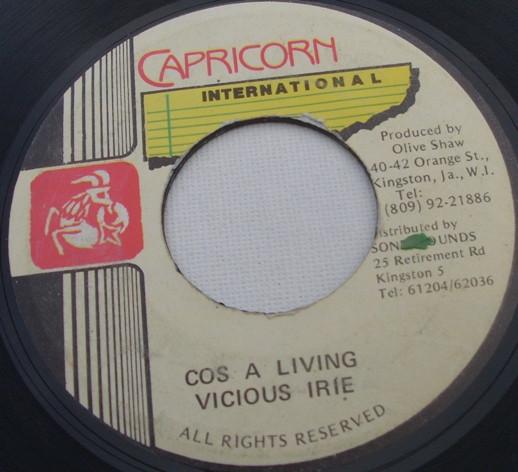 CAPRICORN
INTERNATIONAL
Produced by
Olive Shaw
40-42 Orange St.,
Kingston, Ja., W.I.
Tel:
(809) 92-21886
Distributed by
25 Retirement Rd
Kingston 5
Tel: 61204/62036
COS A LIVING
VICIOUS IRIE
ALL RIGHTS RESERVED